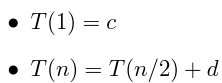 • T(1) = c
• T(n) = T(n/2) + d